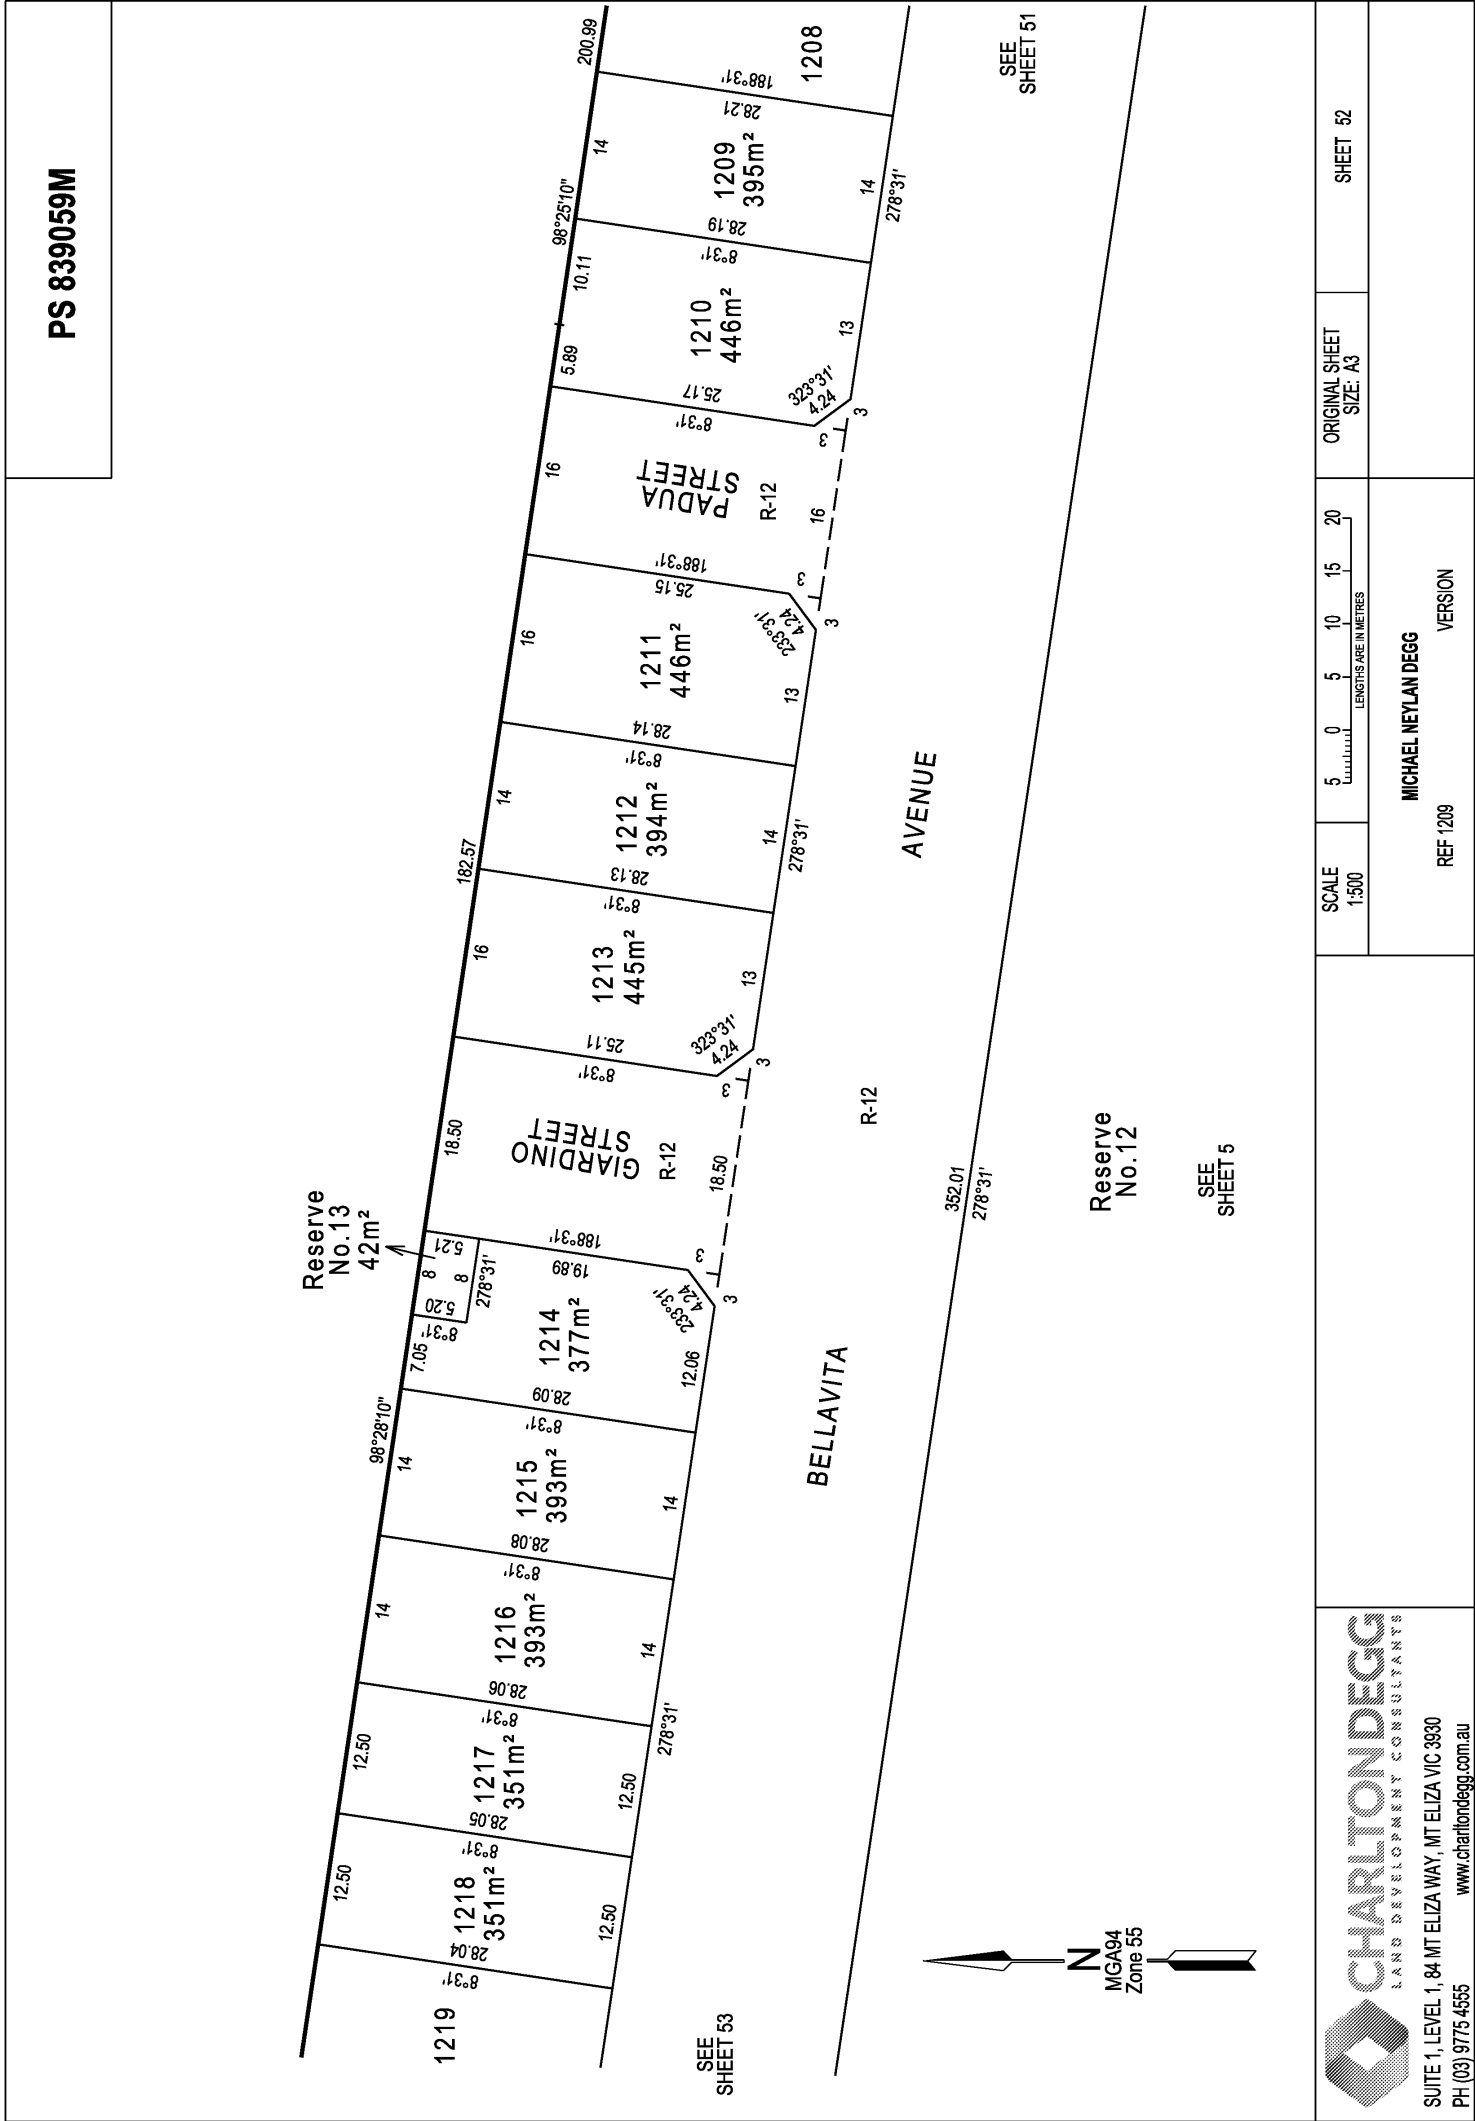 PS 839059M
Reserve
No.13
42m²
1219
8°31'
28.04
12.50
1218
351m²
12.50
8°31'
28.05
12.50
1217
351m²
12.50
278°31'
8°31'
28.06
14
1216
393m²
14
8°31'
28.08
98°28'10"
14
1215
393m²
14
8°31'
28.09
7.05
8°31'
5.20
8
8
5.21
278°31'
1214
377m²
12.06
19.89
188°31'
233°31'
4.24
3
3
18.50
GIARDINO
STREET
R-12
18.50
8°31'
25.11
323°31'
4.24
3
3
16
1213
445m²
13
8°31'
28.13
182.57
14
1212
394m²
14
278°31'
8°31'
28.14
16
1211
446m²
13
25.15
188°31'
233°31'
4.24
3
3
16
PADUA
STREET
R-12
16
8°31'
25.17
323°31'
4.24
3
3
5.89
10.11
98°25'10"
1210
446m²
13
8°31'
28.19
14
1209
395m²
14
278°31'
28.21
188°31'
200.99
1208
BELLAVITA
AVENUE
R-12
352.01
278°31'
Reserve
No.12
SEE
SHEET 5
SEE
SHEET 51
SEE
SHEET 53
N
MGA94
Zone 55
CHARLTONDEGG
LAND DEVELOPMENT CONSULTANTS
SUITE 1, LEVEL 1, 84 MT ELIZA WAY, MT ELIZA VIC 3930
PH (03) 9775 4555 www.charltondegg.com.au
SCALE
1:500
5 0 5 10 15 20
LENGTHS ARE IN METRES
ORIGINAL SHEET
SIZE: A3
SHEET 52
MICHAEL NEYLAN DEGG
REF 1209 VERSION